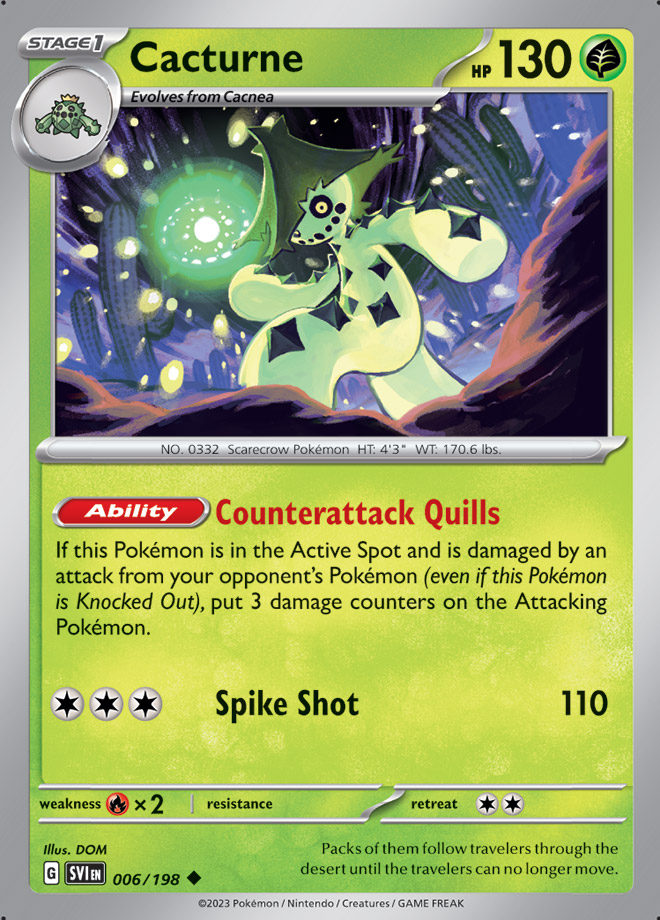 STAGE1
Cacturne
HP 130
Evolves from Cacnea
NO. 0332 Scarecrow Pokémon HT: 4'3" WT: 170.6 lbs.
Ability Counterattack Quills
If this Pokémon is in the Active Spot and is damaged by an
attack from your opponent's Pokémon (even if this Pokémon
is Knocked Out), put 3 damage counters on the Attacking
Pokémon.
Spike Shot 110
weakness ×2 resistance retreat
Illus. DOM
Packs of them follow travelers through the
desert until the travelers can no longer move.
G SVI EN 006/198
©2023 Pokémon / Nintendo / Creatures / GAME FREAK